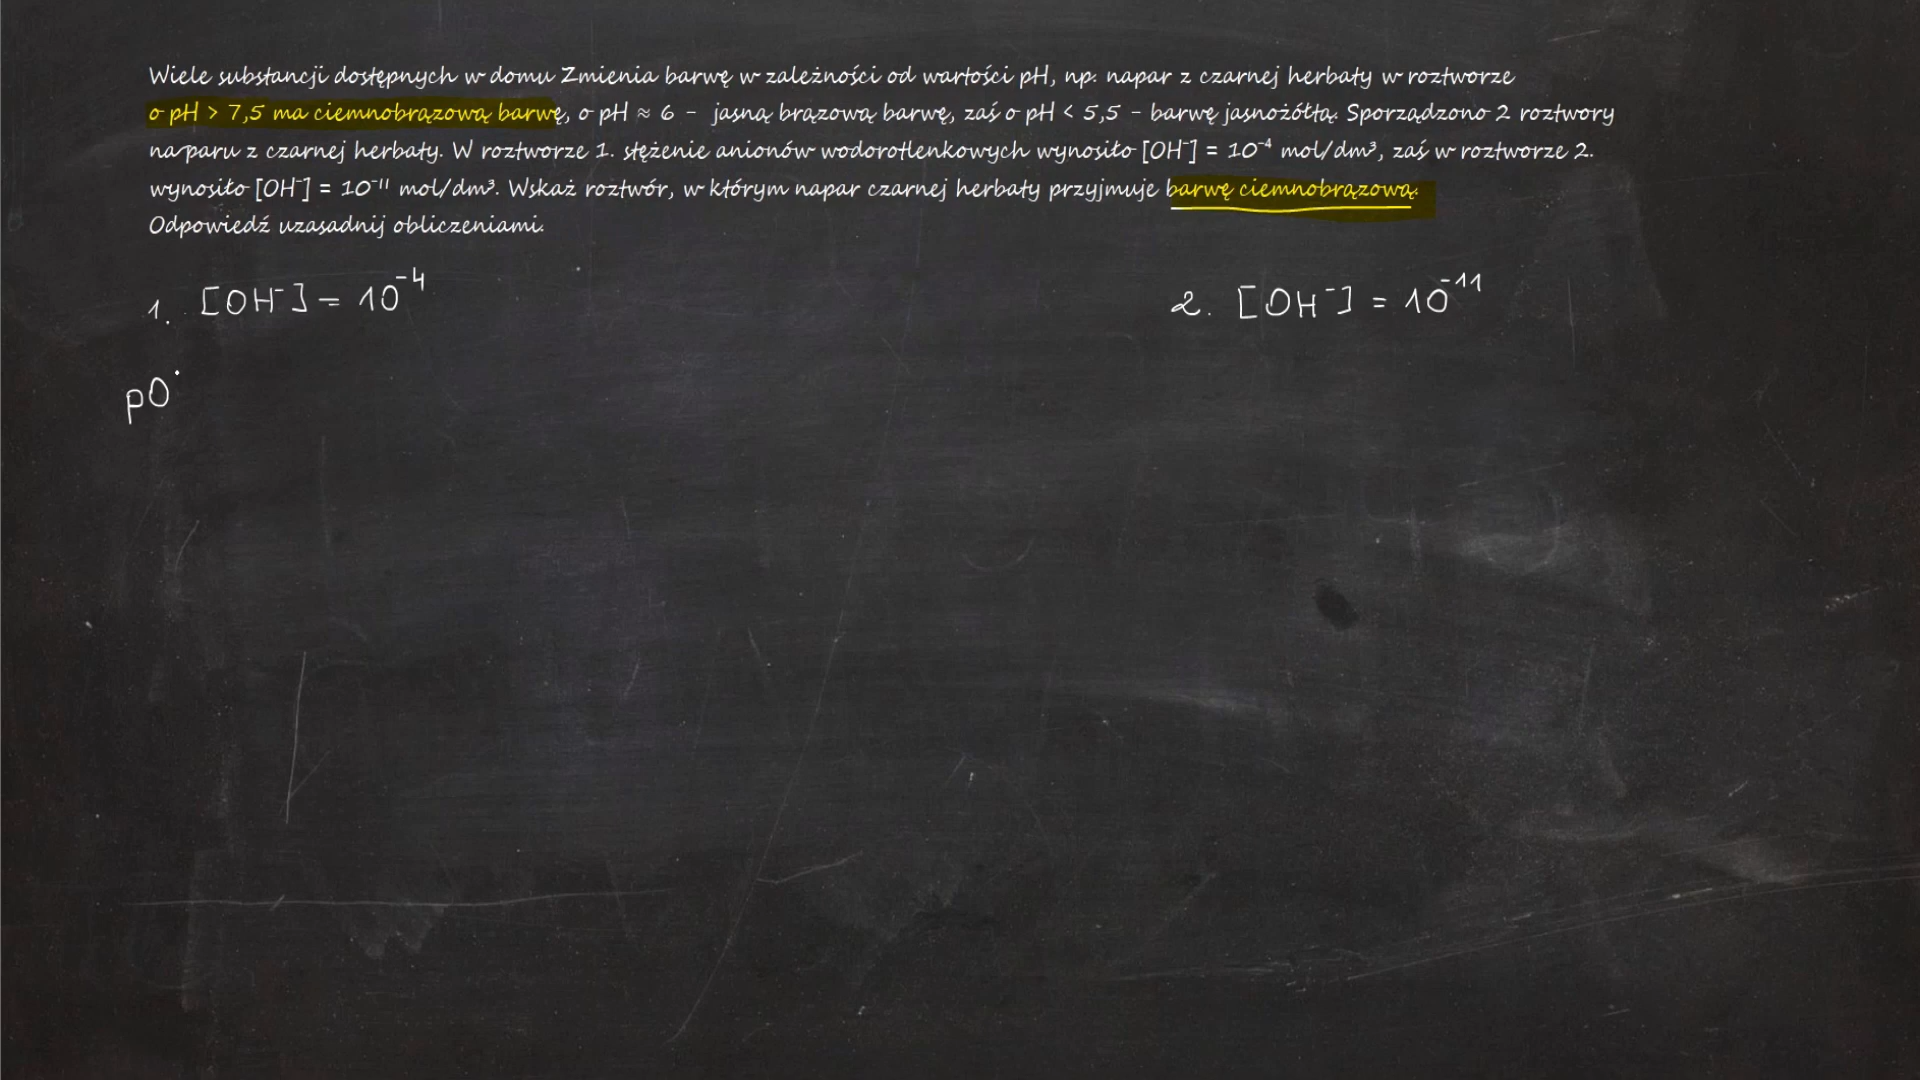 Wiele substancji dostępnych w domu Zmienia barwę w zależności od wartości pH, np. napar z czarnej herbaty w roztworze
o pH > 7,5 ma ciemnobrązową barwę, o pH ≈ 6 - jasną brązową barwę, zaś o pH < 5,5 - barwę jasnożółtą. Sporządzono 2 roztwory
naparu z czarnej herbaty. W roztworze 1. stężenie anionów wodorotlenkowych wynosiło [OH⁻] = 10⁻⁴ mol/dm³, zaś w roztworze 2.
wynosiło [OH⁻] = 10⁻¹¹ mol/dm³. Wskaż roztwór, w którym napar czarnej herbaty przyjmuje barwę ciemnobrązową.
Odpowiedź uzasadnij obliczeniami.
1. [OH⁻] = 10⁻⁴
2. [OH⁻] = 10⁻¹¹
pO